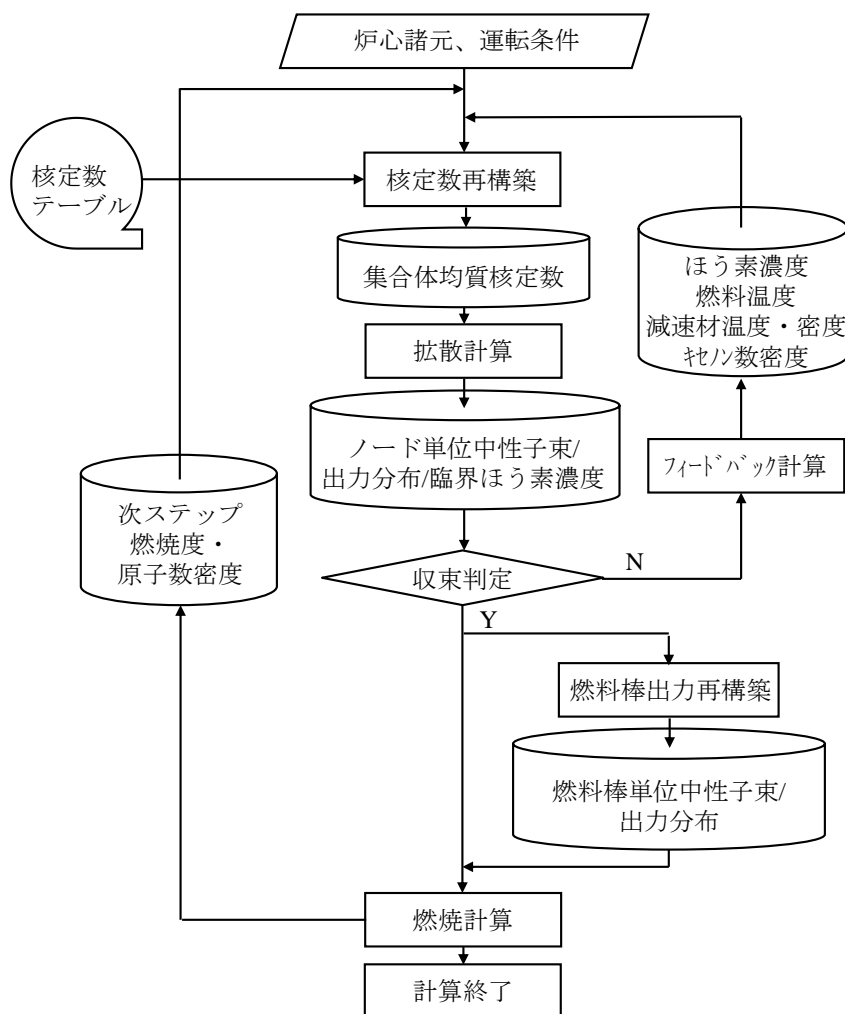 炉心諸元、運転条件
核定数
テーブル
核定数再構築
集合体均質核定数
拡散計算
ノード単位中性子束/
出力分布/臨界ほう素濃度
ほう素濃度
燃料温度
減速材温度・密度
ｷｾﾉﾝ数密度
ﾌｨｰﾄﾞﾊﾞｯｸ計算
次ステップ
燃焼度・
原子数密度
収束判定
N
Y
燃料棒出力再構築
燃料棒単位中性子束/
出力分布
燃焼計算
計算終了